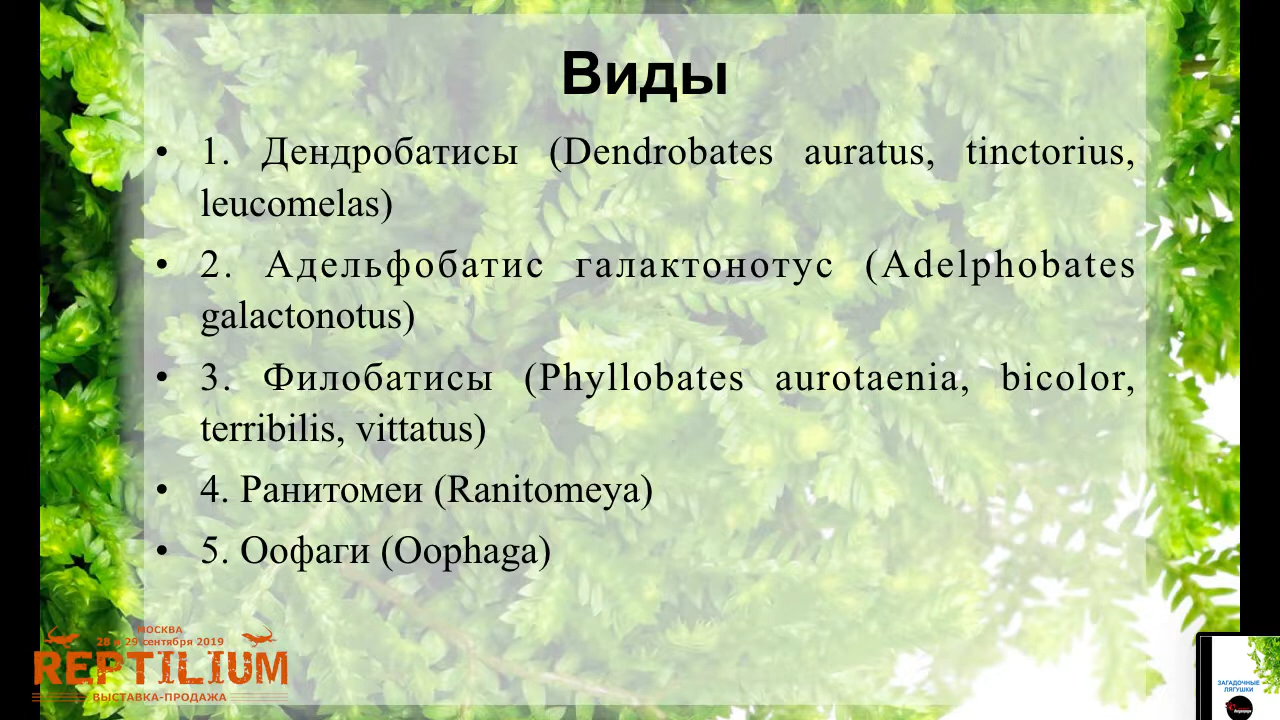 Виды
• 1. Дендробатисы (Dendrobates auratus, tinctorius,
leucomelas)
• 2. Адельфобатис галактонотус (Adelphobates
galactonotus)
• 3. Филобатисы (Phyllobates aurotaenia, bicolor,
terribilis, vittatus)
• 4. Ранитомеи (Ranitomeya)
• 5. Оофаги (Oophaga)
МОСКВА
28 и 29 сентября 2019
REPTILIUM
ВЫСТАВКА-ПРОДАЖА
ЗАГАДОЧНЫЕ
ЛЯГУШКИ